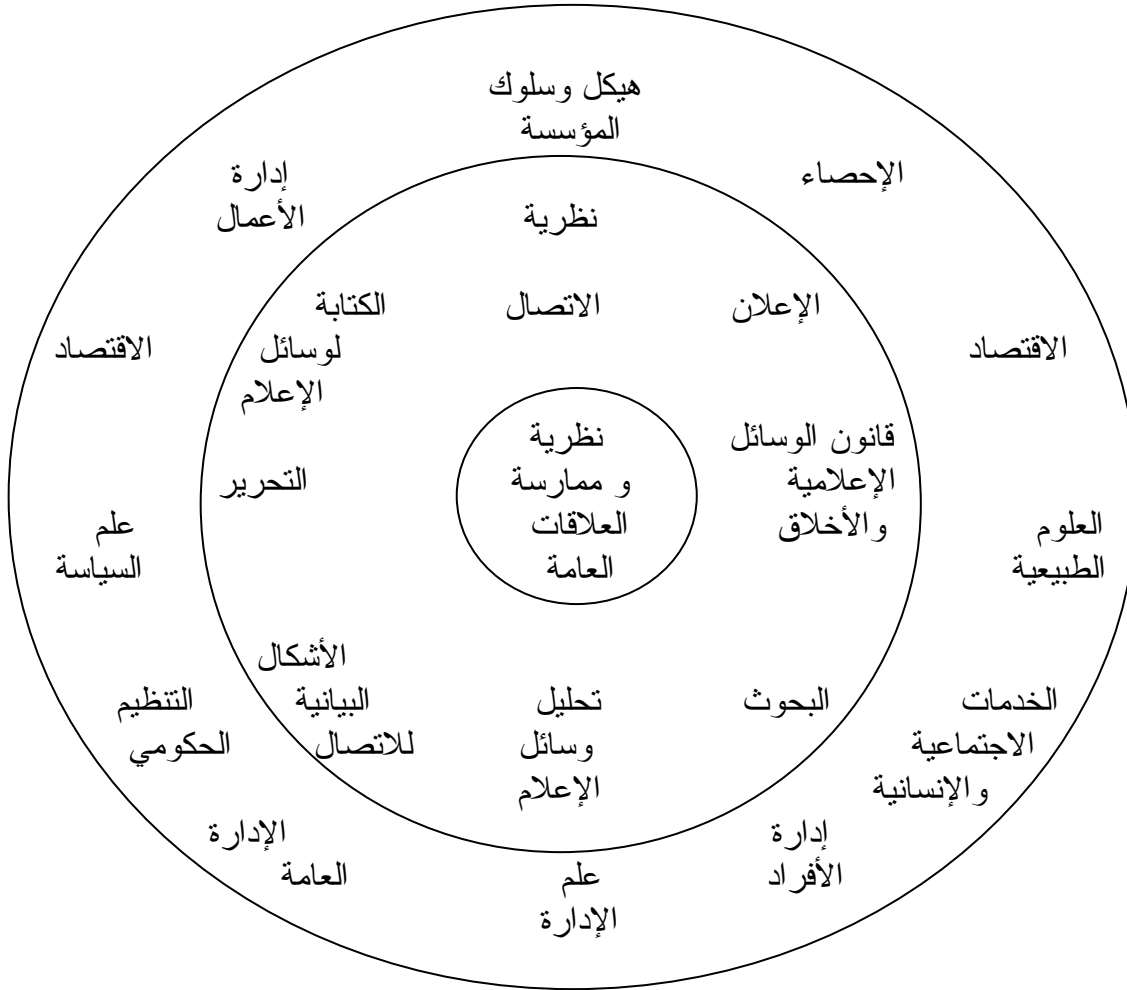 هيكل وسلوك
المؤسسة
الإحصاء
إدارة
الأعمال
نظرية
الاتصال
الإعلان
الكتابة
لوسائل
الإعلام
الاقتصاد
الاقتصاد
قانون الوسائل
الإعلامية
والأخلاق
نظرية
و ممارسة
العلاقات
العامة
التحرير
العلوم
الطبيعية
علم
السياسة
الأشكال
البيانية
للاتصال
تحليل
وسائل
الإعلام
البحوث
الخدمات
الاجتماعية
والإنسانية
التنظيم
الحكومي
إدارة
الأفراد
علم
الإدارة
الإدارة
العامة